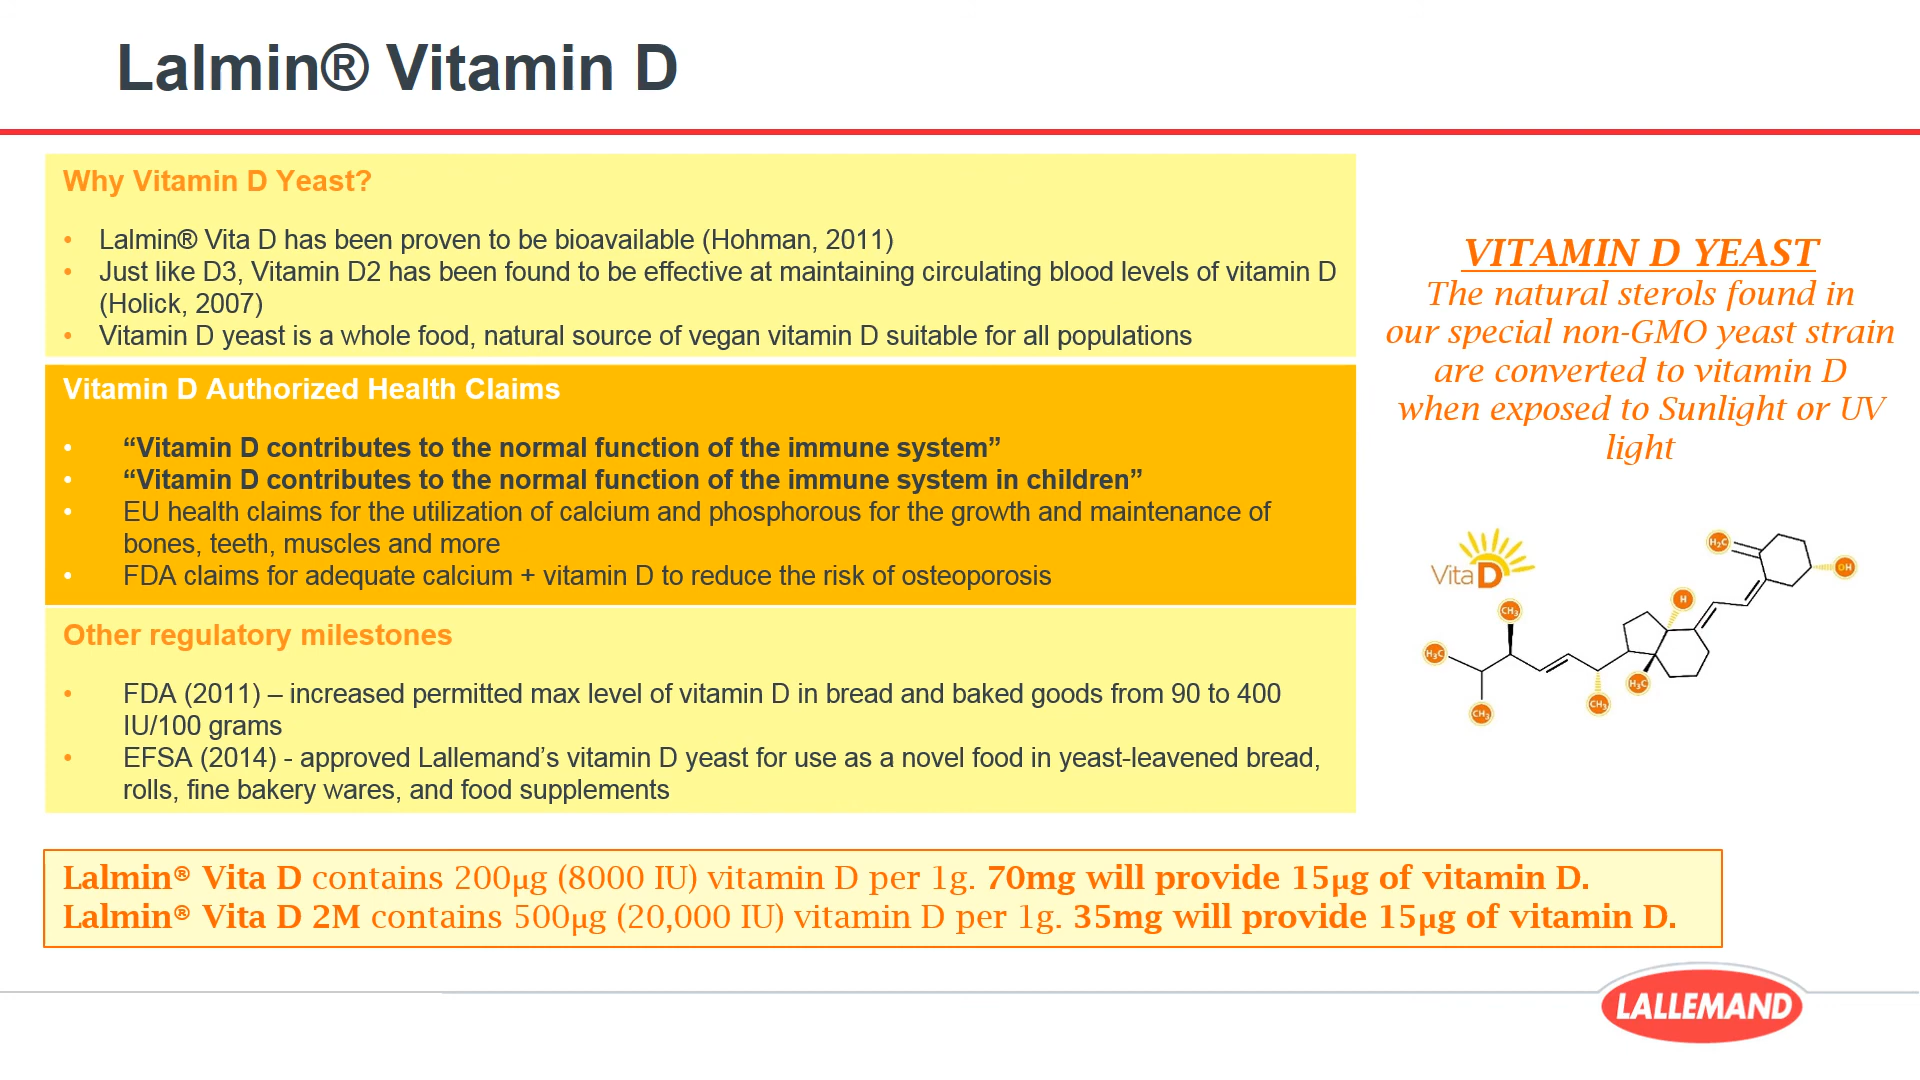 Lalmin® Vitamin D
Why Vitamin D Yeast?
• Lalmin® Vita D has been proven to be bioavailable (Hohman, 2011)
• Just like D3, Vitamin D2 has been found to be effective at maintaining circulating blood levels of vitamin D
(Holick, 2007)
• Vitamin D yeast is a whole food, natural source of vegan vitamin D suitable for all populations
Vitamin D Authorized Health Claims
• “Vitamin D contributes to the normal function of the immune system”
• “Vitamin D contributes to the normal function of the immune system in children”
• EU health claims for the utilization of calcium and phosphorous for the growth and maintenance of
bones, teeth, muscles and more
• FDA claims for adequate calcium + vitamin D to reduce the risk of osteoporosis
Other regulatory milestones
• FDA (2011) – increased permitted max level of vitamin D in bread and baked goods from 90 to 400
IU/100 grams
• EFSA (2014) - approved Lallemand’s vitamin D yeast for use as a novel food in yeast-leavened bread,
rolls, fine bakery wares, and food supplements
VITAMIN D YEAST
The natural sterols found in
our special non-GMO yeast strain
are converted to vitamin D
when exposed to Sunlight or UV
light
Vita D
H₂C
OH
H
CH₃
H₃C
H₃C
CH₃
CH₃
Lalmin® Vita D contains 200µg (8000 IU) vitamin D per 1g. 70mg will provide 15µg of vitamin D.
Lalmin® Vita D 2M contains 500µg (20,000 IU) vitamin D per 1g. 35mg will provide 15µg of vitamin D.
LALLEMAND